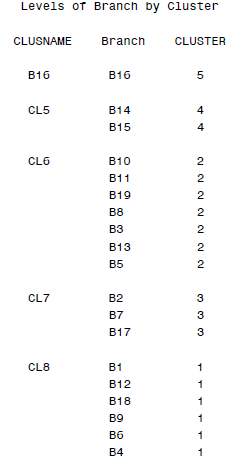 Levels of Branch by Cluster
CLUSNAME Branch CLUSTER
B16 B16 5
CL5 B14 4
B15 4
CL6 B10 2
B11 2
B19 2
B8 2
B3 2
B13 2
B5 2
CL7 B2 3
B7 3
B17 3
CL8 B1 1
B12 1
B18 1
B9 1
B6 1
B4 1